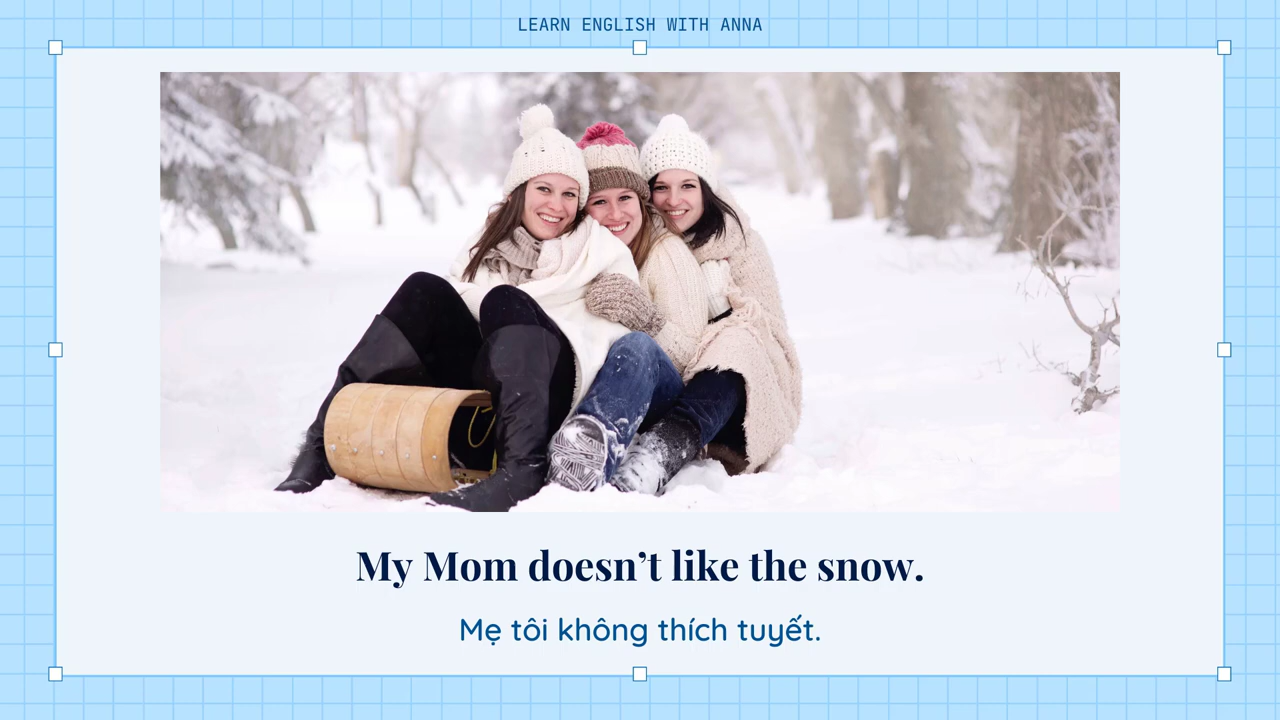 LEARN ENGLISH WITH ANNA
My Mom doesn’t like the snow.
Mẹ tôi không thích tuyết.